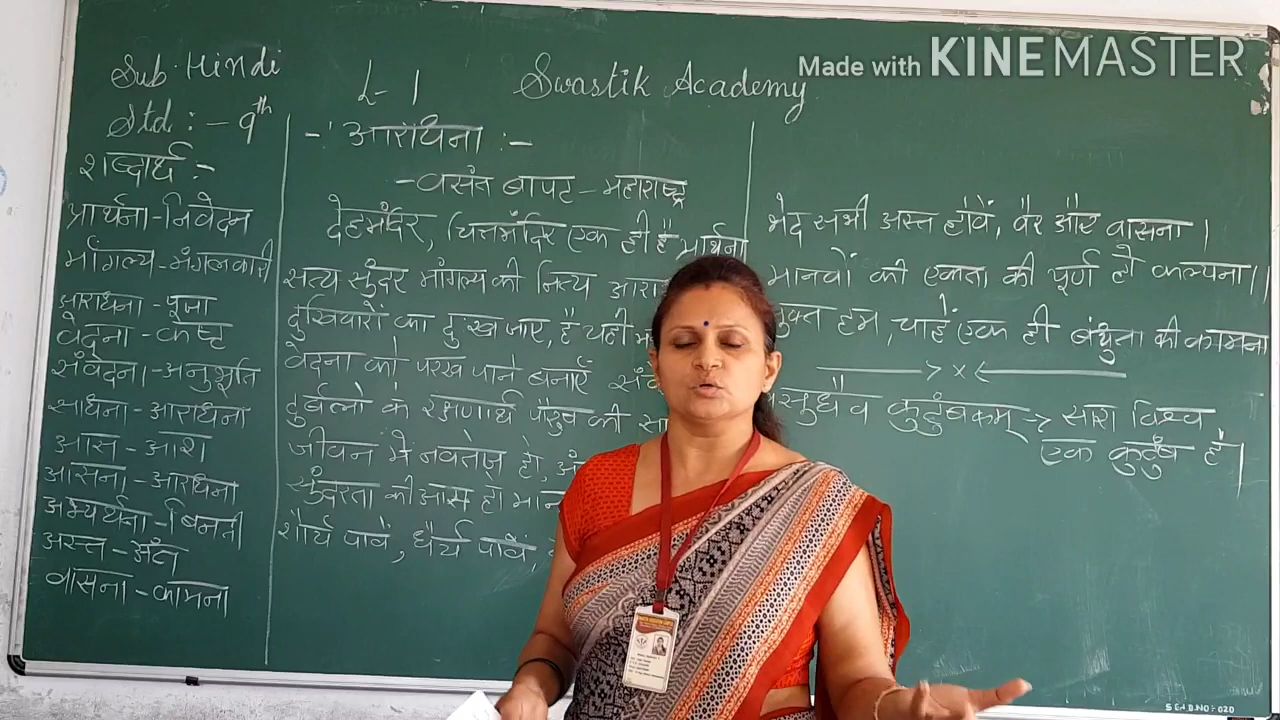 Made with KINEMASTER
Sub. Hindi
Std :- 9th
L-1
Swastik Academy
शब्दार्थ :-
प्रार्थना - निवेदन
मांगल्य - मंगलकारी
आराधना - पूजा
वेदना - कष्ट
संवेदना - अनुभूति
साधना - आराधना
आस - आश
आसना - आराधना
अभ्यर्थना - बिनती
अस्त - अंत
वासना - कामना
-: आराधना :-
- वसंत बापट - महाराष्ट्र
देहमंदिर, चित्तमंदिर एक ही है प्रार्थना
सत्य सुंदर मांगल्य की नित्य
दुखियारों का दुःख जाए, है यही
वेदना को परख पाने बनाएँ
दुर्बलों के रक्षणार्थ पौरुष की
जीवन में नवतेज हो,
सुंदरता की आस हो
शौर्य पावें, धैर्य पावें,
भेद सभी अस्त होवें, वैर और वासना ।
मानवों की एकता की पूर्ण हो कल्पना ।।
हम, चाहें एक ही बंधुता की कामना
कुटुंबकम् → सारा विश्व
एक कुटुंब है।
S E A B.NO:-020